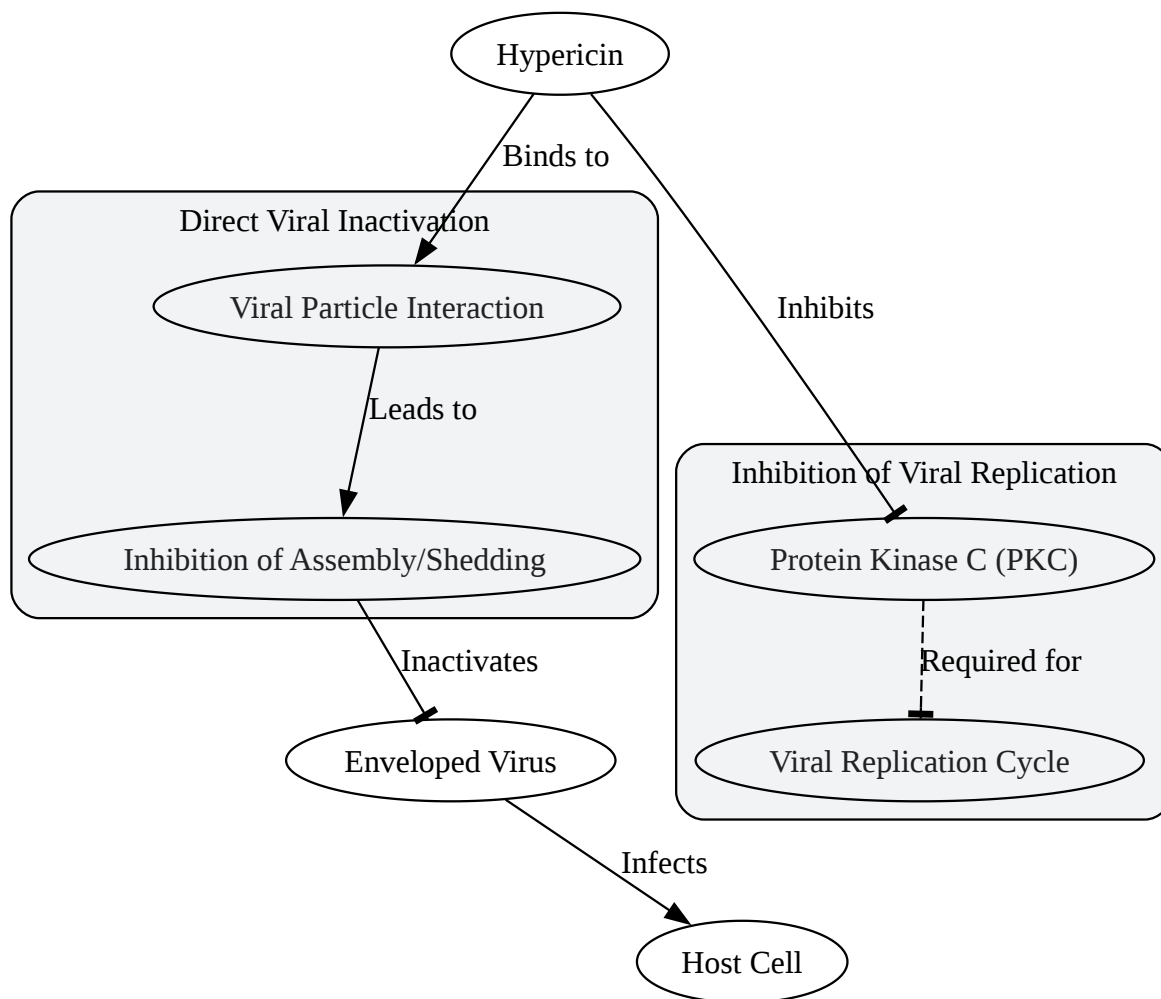 Hypericin
Binds to
Direct Viral Inactivation
Viral Particle Interaction
Inhibits
Leads to
Inhibition of Viral Replication
Inhibition of Assembly/Shedding
Protein Kinase C (PKC)
Inactivates
Required for
Enveloped Virus
Viral Replication Cycle
Infects
Host Cell